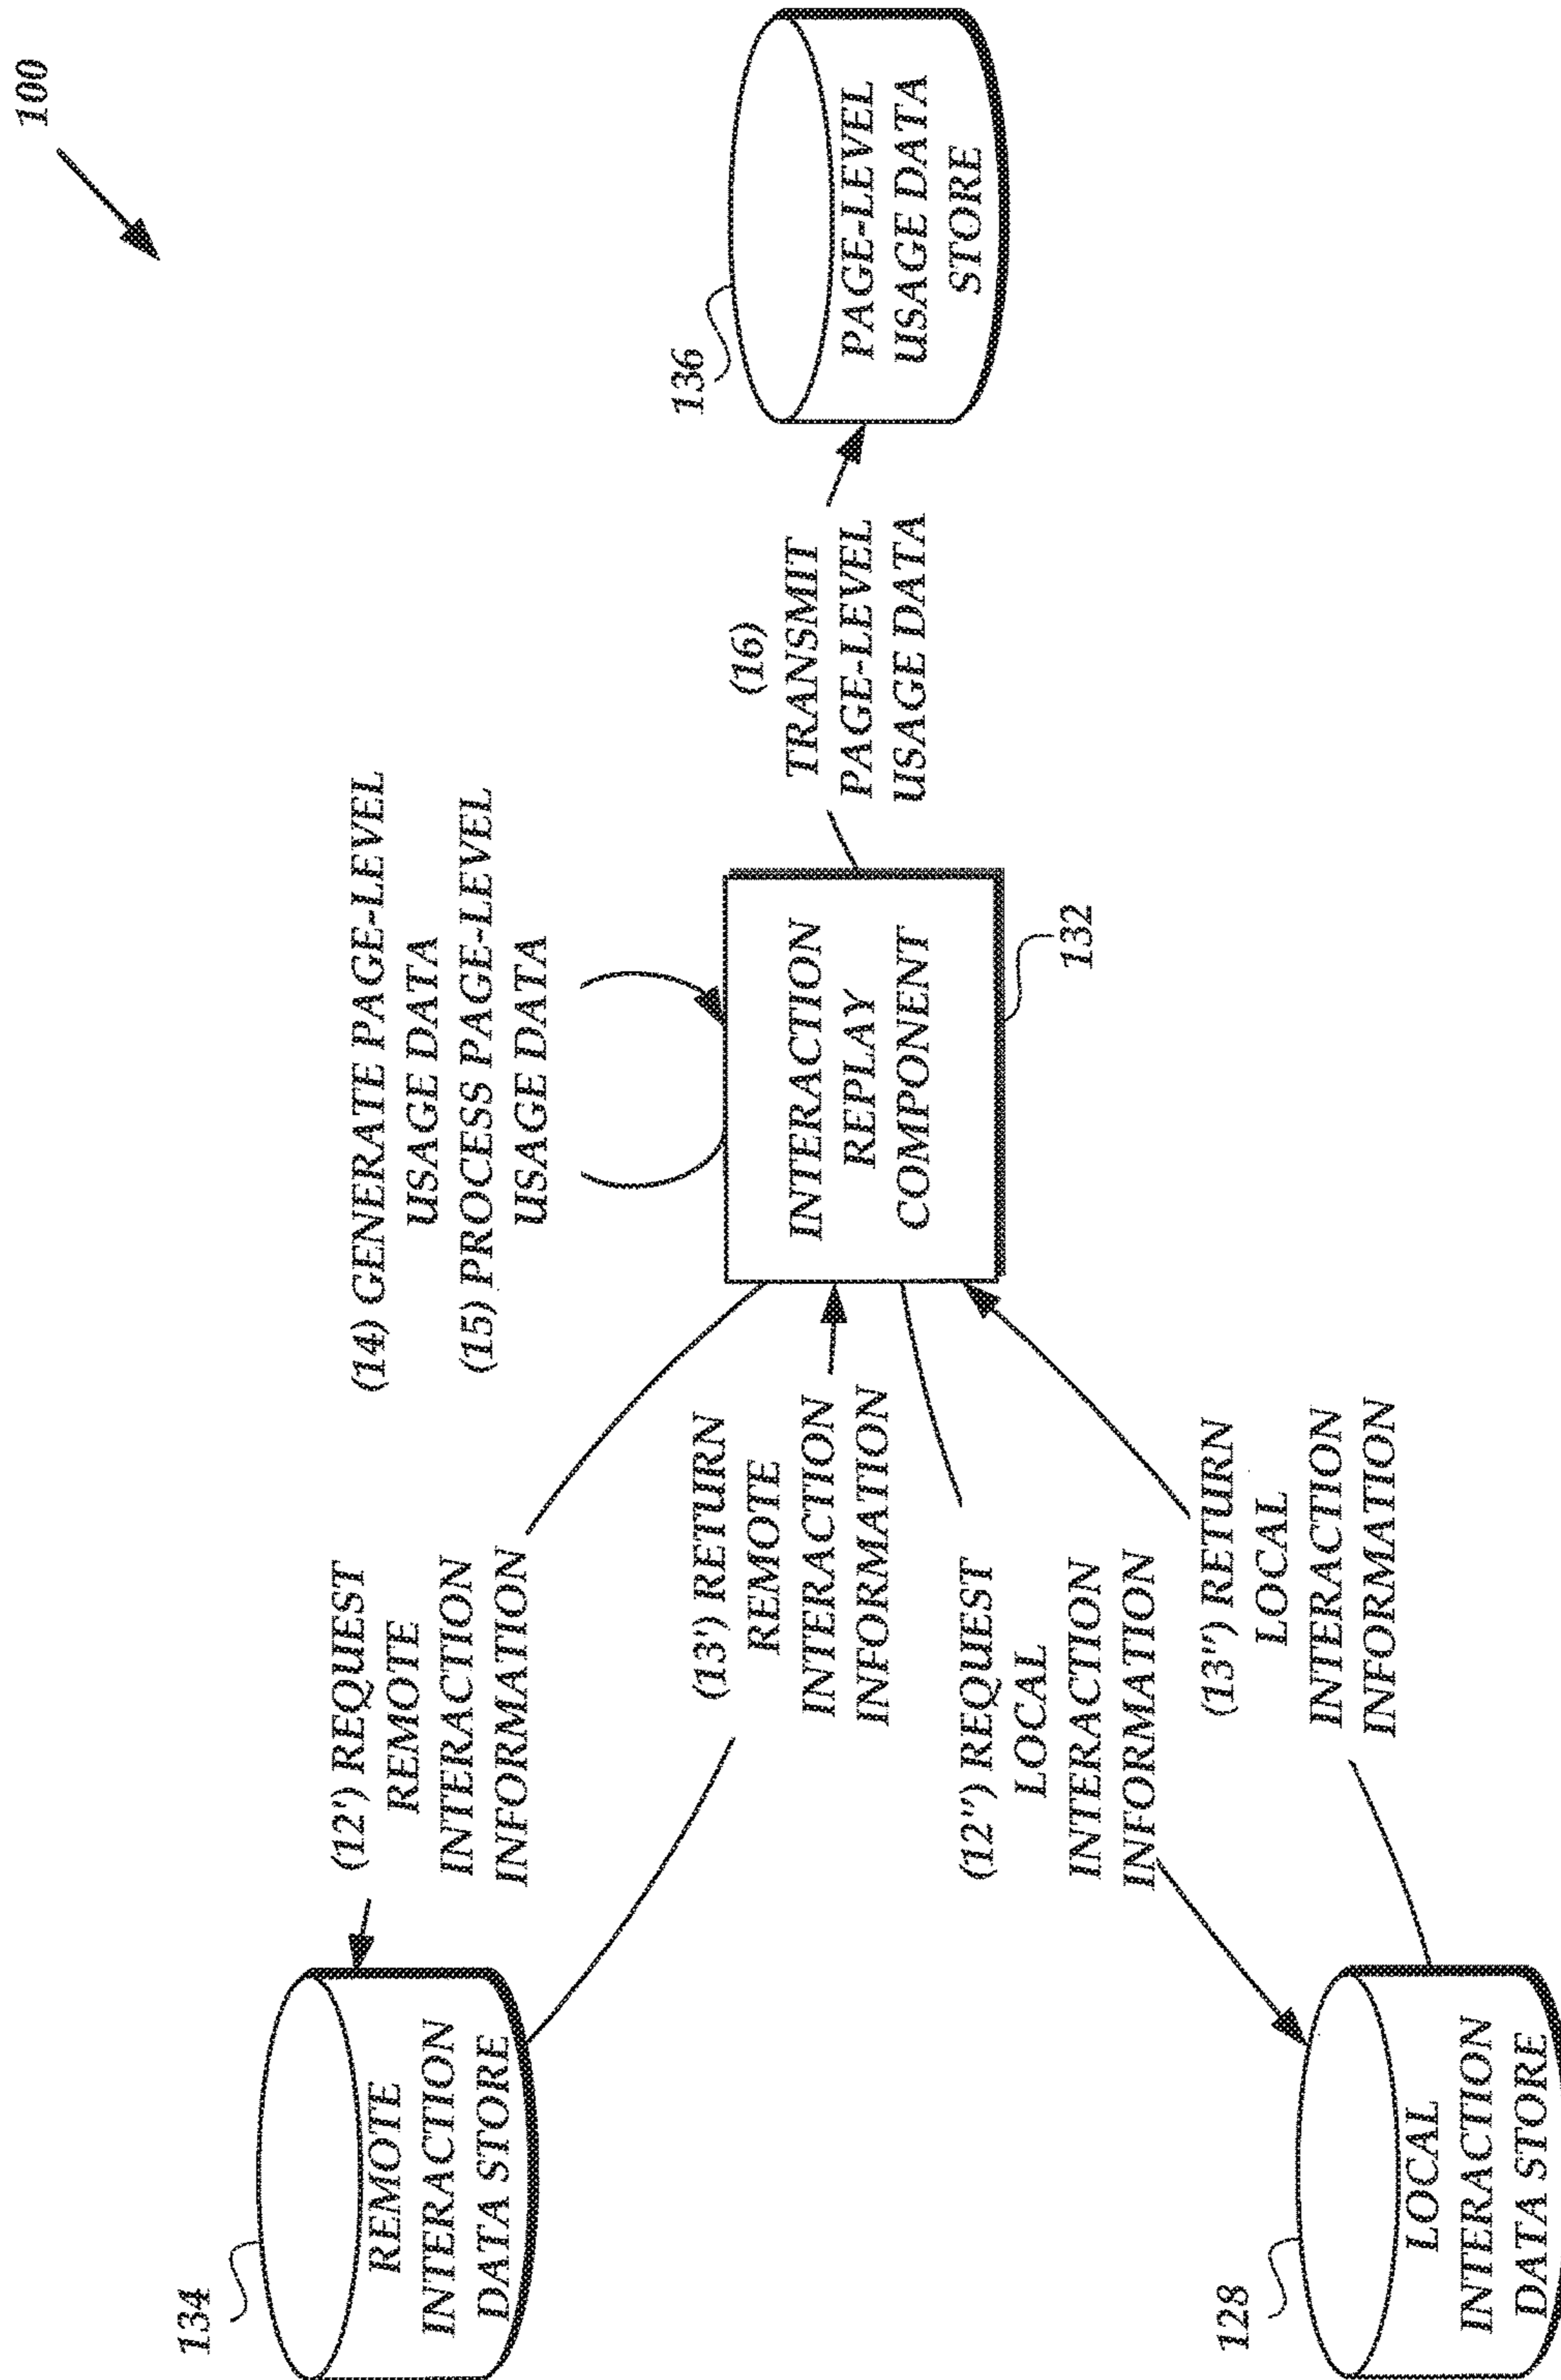 100
134
REMOTE
INTERACTION
DATA STORE
(12') REQUEST
REMOTE
INTERACTION
INFORMATION
(13') RETURN
REMOTE
INTERACTION
INFORMATION
(14) GENERATE PAGE-LEVEL
USAGE DATA
(15) PROCESS PAGE-LEVEL
USAGE DATA
INTERACTION
REPLAY
COMPONENT
132
(16)
TRANSMIT
PAGE-LEVEL
USAGE DATA
136
PAGE-LEVEL
USAGE DATA
STORE
(12'') REQUEST
LOCAL
INTERACTION
INFORMATION
(13'') RETURN
LOCAL
INTERACTION
INFORMATION
128
LOCAL
INTERACTION
DATA STORE